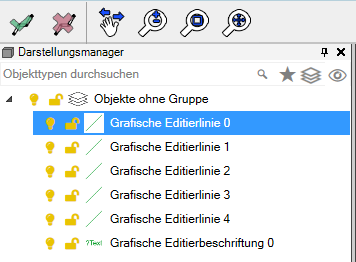 Darstellungsmanager
Objekttypen durchsuchen
Objekte ohne Gruppe
Grafische Editierlinie 0
Grafische Editierlinie 1
Grafische Editierlinie 2
Grafische Editierlinie 3
Grafische Editierlinie 4
?Text Grafische Editierbeschriftung 0